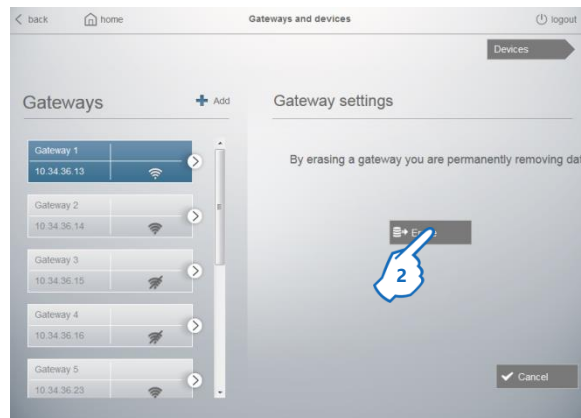 back
home
Gateways and devices
logout
Devices
Gateways
Add
Gateway settings
Gateway 1
10.34.36.13
By erasing a gateway you are permanently removing
Gateway 2
10.34.36.14
Gateway 3
10.34.36.15
2
Gateway 4
10.34.36.16
Gateway 5
10.34.36.23
Cancel